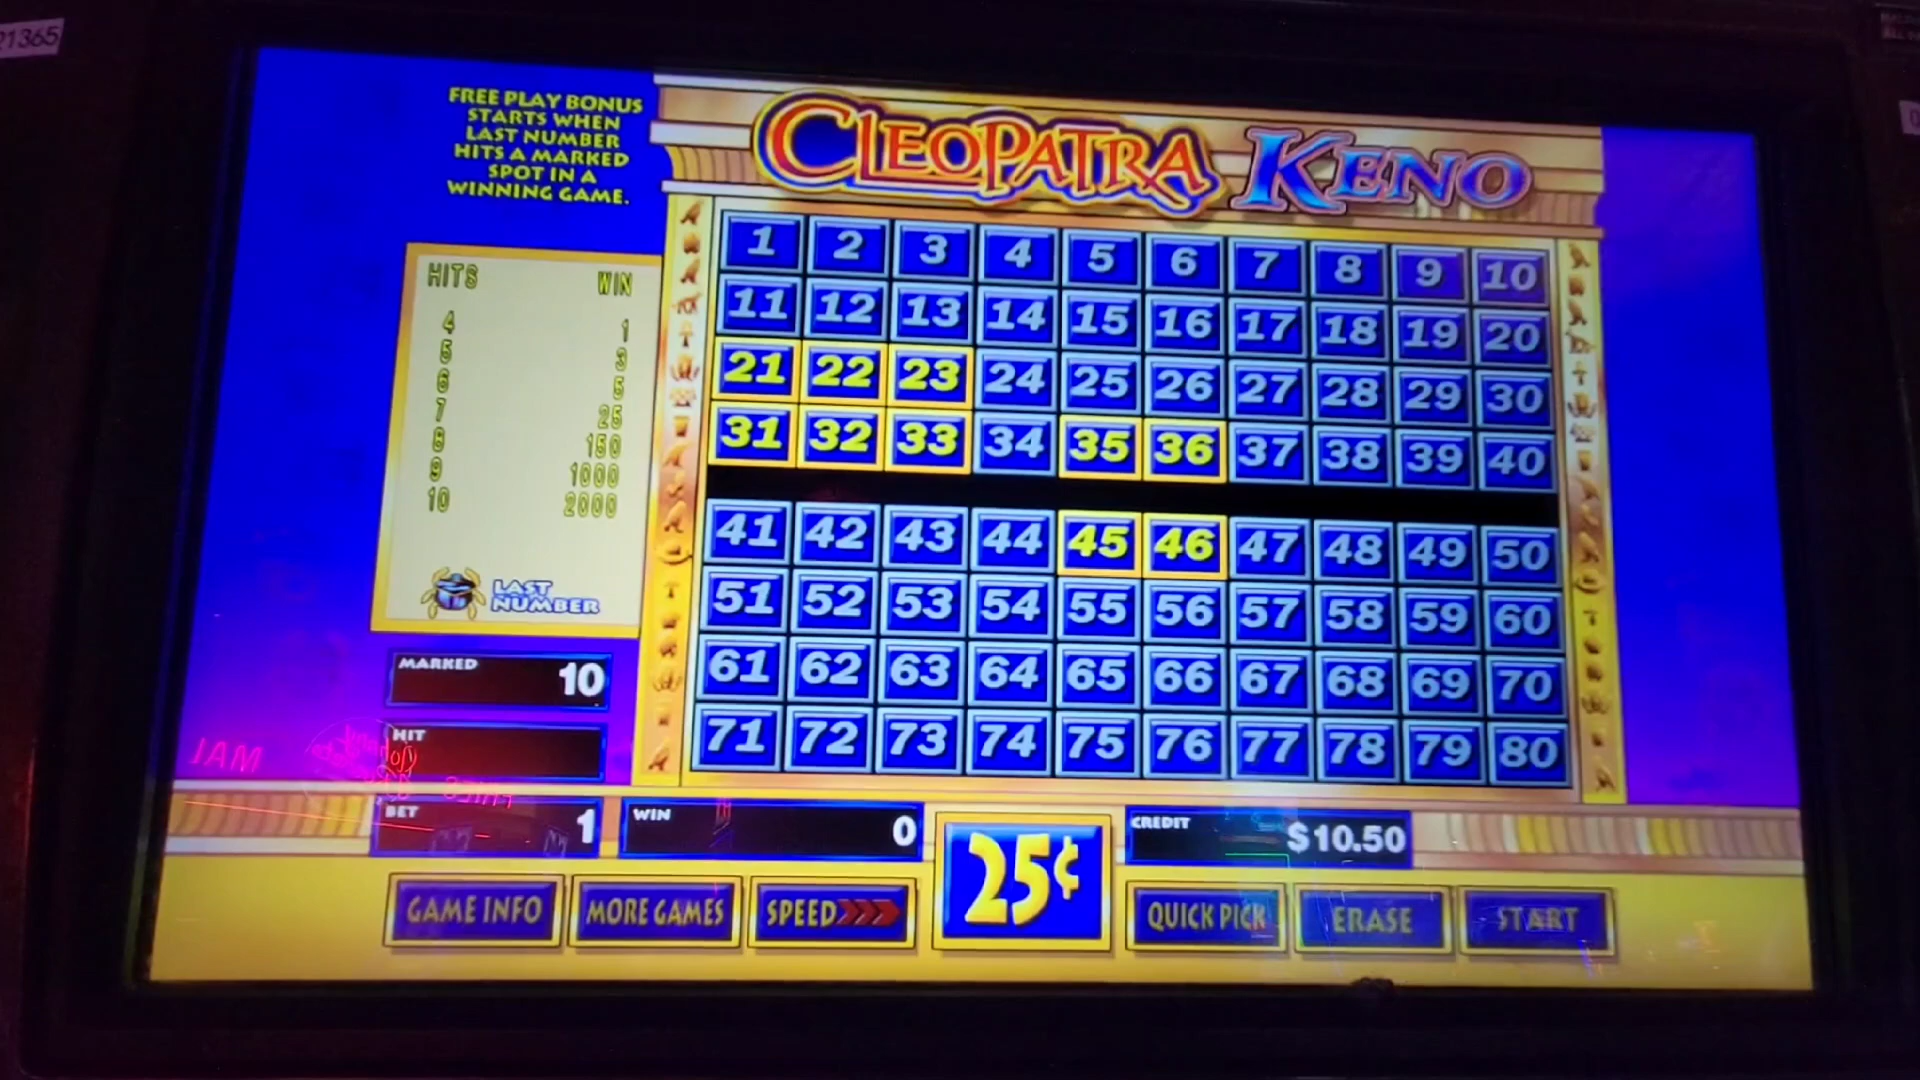 21365
FREE PLAY BONUS
STARTS WHEN
LAST NUMBER
HITS A MARKED
SPOT IN A
WINNING GAME.
CLEOPATRA KENO
HITS WIN
4 1
5 3
6 5
7 25
8 150
9 1000
10 2000
LAST
NUMBER
1 2 3 4 5 6 7 8 9 10
11 12 13 14 15 16 17 18 19 20
21 22 23 24 25 26 27 28 29 30
31 32 33 34 35 36 37 38 39 40
41 42 43 44 45 46 47 48 49 50
51 52 53 54 55 56 57 58 59 60
61 62 63 64 65 66 67 68 69 70
71 72 73 74 75 76 77 78 79 80
MARKED 10
HIT
BET 1
WIN 0
25¢
CREDIT $10.50
GAME INFO
MORE GAMES
SPEED
QUICK PICK
ERASE
START